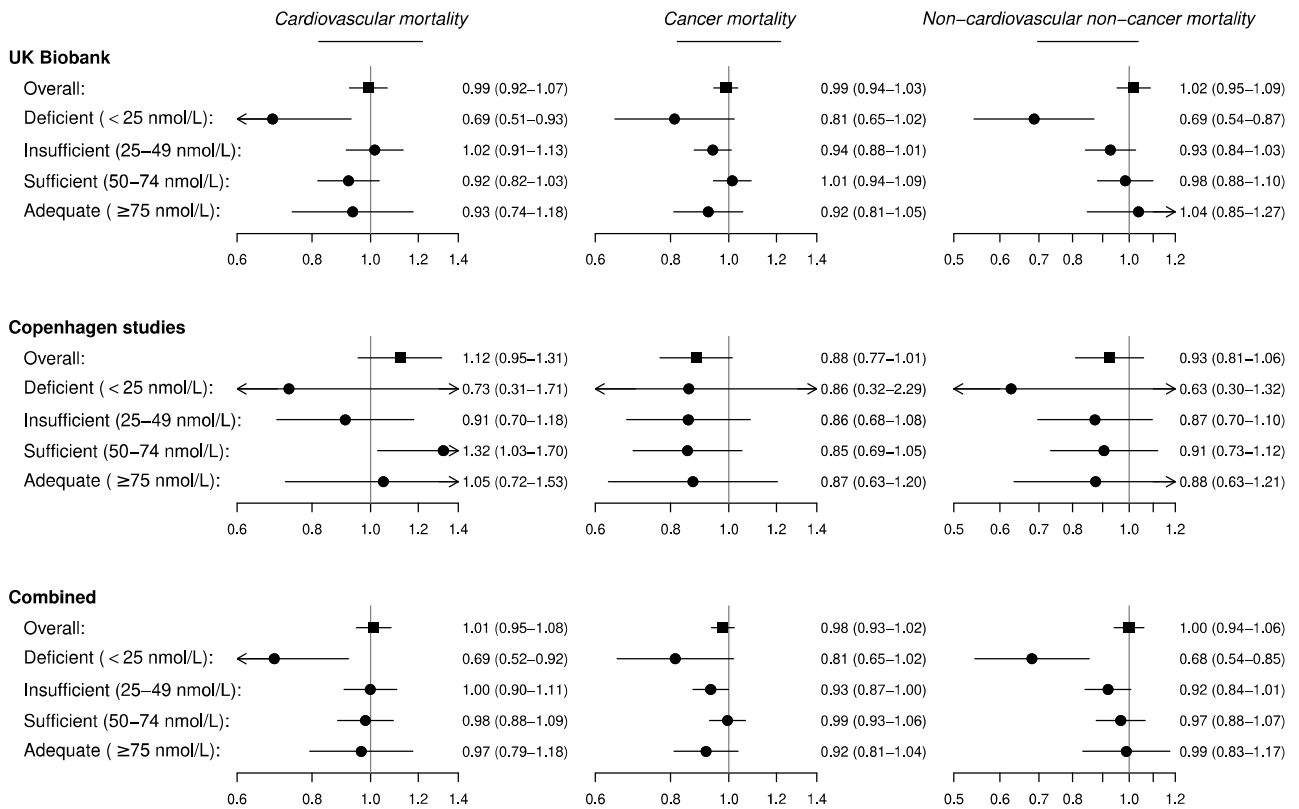 Cardiovascular mortality Cancer mortality Non−cardiovascular non−cancer mortality
UK Biobank
Overall: 0.99 (0.92−1.07) 0.99 (0.94−1.03) 1.02 (0.95−1.09)
Deficient ( < 25 nmol/L): 0.69 (0.51−0.93) 0.81 (0.65−1.02) 0.69 (0.54−0.87)
Insufficient (25−49 nmol/L): 1.02 (0.91−1.13) 0.94 (0.88−1.01) 0.93 (0.84−1.03)
Sufficient (50−74 nmol/L): 0.92 (0.82−1.03) 1.01 (0.94−1.09) 0.98 (0.88−1.10)
Adequate ( ≥75 nmol/L): 0.93 (0.74−1.18) 0.92 (0.81−1.05) 1.04 (0.85−1.27)
0.6 0.8 1.0 1.2 1.4 0.6 0.8 1.0 1.2 1.4 0.5 0.6 0.7 0.8 1.0 1.2
Copenhagen studies
Overall: 1.12 (0.95−1.31) 0.88 (0.77−1.01) 0.93 (0.81−1.06)
Deficient ( < 25 nmol/L): 0.73 (0.31−1.71) 0.86 (0.32−2.29) 0.63 (0.30−1.32)
Insufficient (25−49 nmol/L): 0.91 (0.70−1.18) 0.86 (0.68−1.08) 0.87 (0.70−1.10)
Sufficient (50−74 nmol/L): 1.32 (1.03−1.70) 0.85 (0.69−1.05) 0.91 (0.73−1.12)
Adequate ( ≥75 nmol/L): 1.05 (0.72−1.53) 0.87 (0.63−1.20) 0.88 (0.63−1.21)
0.6 0.8 1.0 1.2 1.4 0.6 0.8 1.0 1.2 1.4 0.5 0.6 0.7 0.8 1.0 1.2
Combined
Overall: 1.01 (0.95−1.08) 0.98 (0.93−1.02) 1.00 (0.94−1.06)
Deficient ( < 25 nmol/L): 0.69 (0.52−0.92) 0.81 (0.65−1.02) 0.68 (0.54−0.85)
Insufficient (25−49 nmol/L): 1.00 (0.90−1.11) 0.93 (0.87−1.00) 0.92 (0.84−1.01)
Sufficient (50−74 nmol/L): 0.98 (0.88−1.09) 0.99 (0.93−1.06) 0.97 (0.88−1.07)
Adequate ( ≥75 nmol/L): 0.97 (0.79−1.18) 0.92 (0.81−1.04) 0.99 (0.83−1.17)
0.6 0.8 1.0 1.2 1.4 0.6 0.8 1.0 1.2 1.4 0.5 0.6 0.7 0.8 1.0 1.2